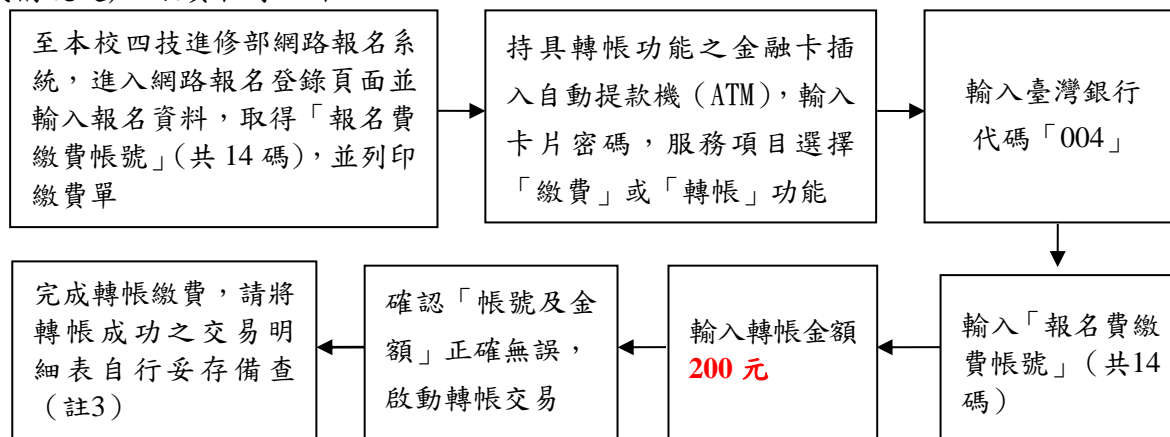 至本校四技進修部網路報名系
統，進入網路報名登錄頁面並
輸入報名資料，取得「報名費
繳費帳號」（共 14 碼），並列印
繳費單
持具轉帳功能之金融卡插
入自動提款機（ATM），輸入
卡片密碼，服務項目選擇
「繳費」或「轉帳」功能
輸入臺灣銀行
代碼「004」
輸入「報名費繳
費帳號」（共14
碼）
輸入轉帳金額
200 元
確認「帳號及金
額」正確無誤，
啟動轉帳交易
完成轉帳繳費，請將
轉帳成功之交易明
細表自行妥存備查
（註3）